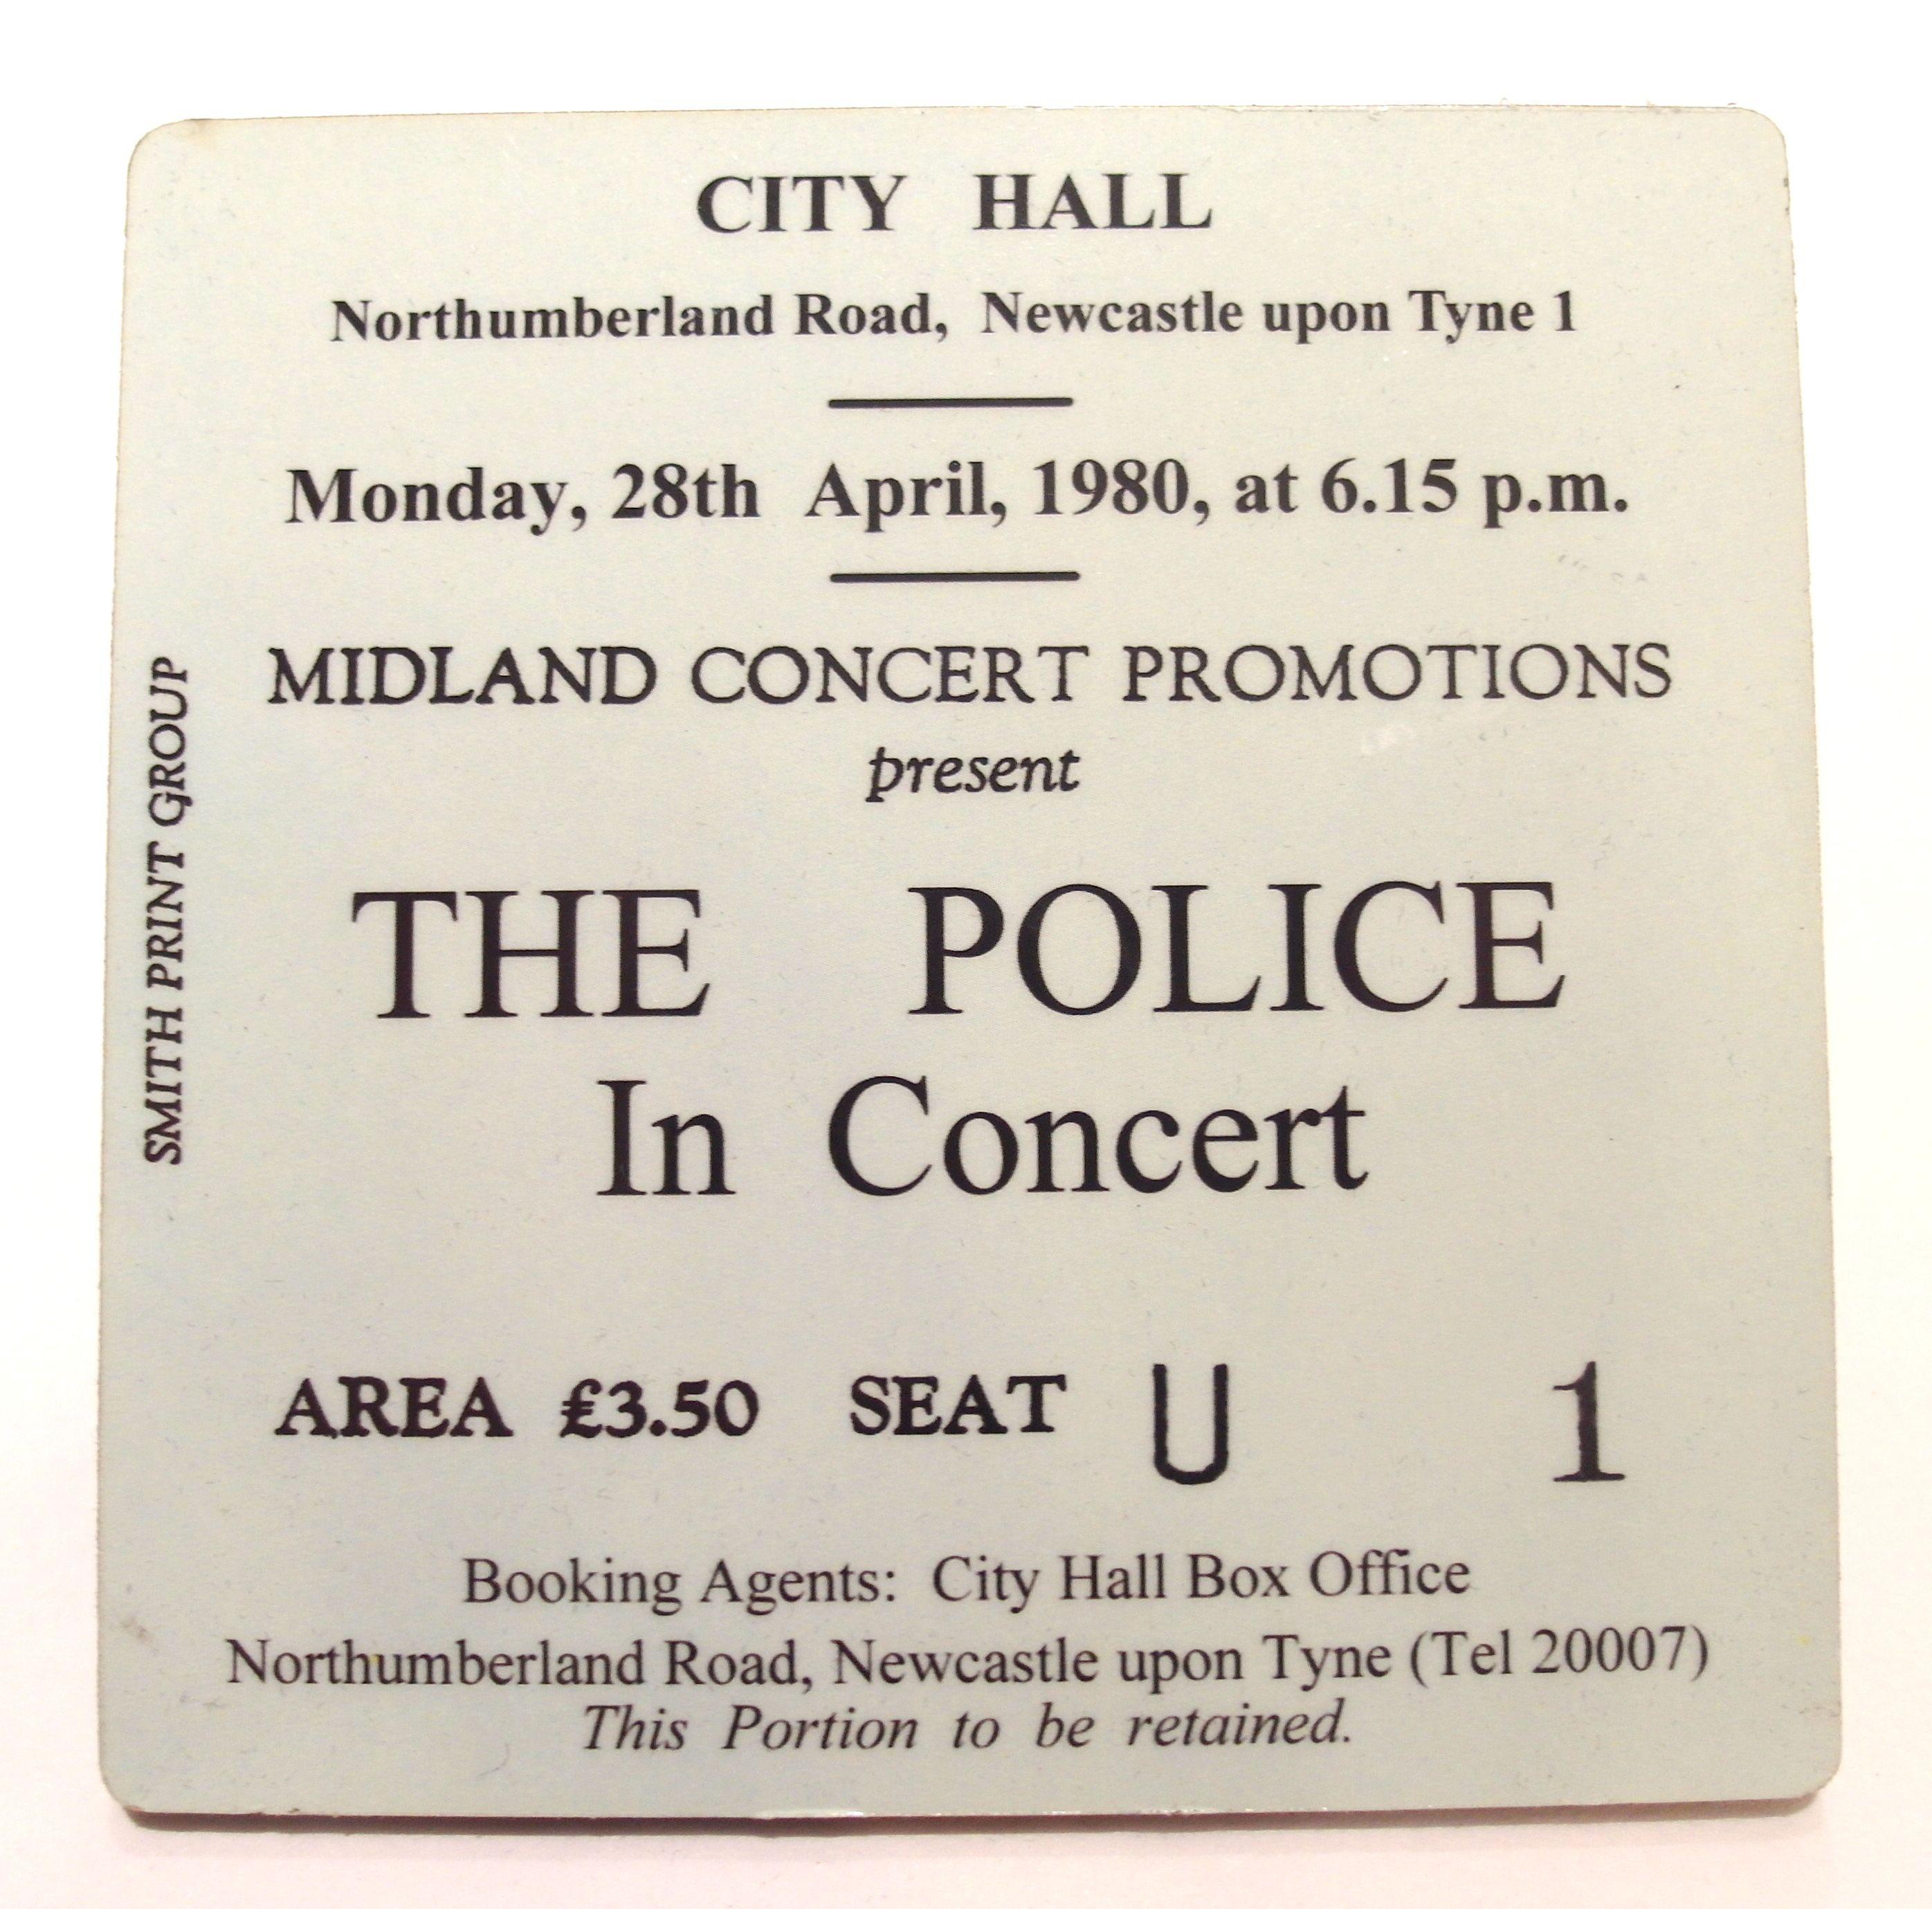 CITY HALL
Northumberland Road, Newcastle upon Tyne 1
Monday, 28th April, 1980, at 6.15 p.m.
MIDLAND CONCERT PROMOTIONS
present
THE POLICE
In Concert
AREA £3.50 SEAT U 1
Booking Agents: City Hall Box Office
Northumberland Road, Newcastle upon Tyne (Tel 20007)
This Portion to be retained.
SMITH PRINT GROUP